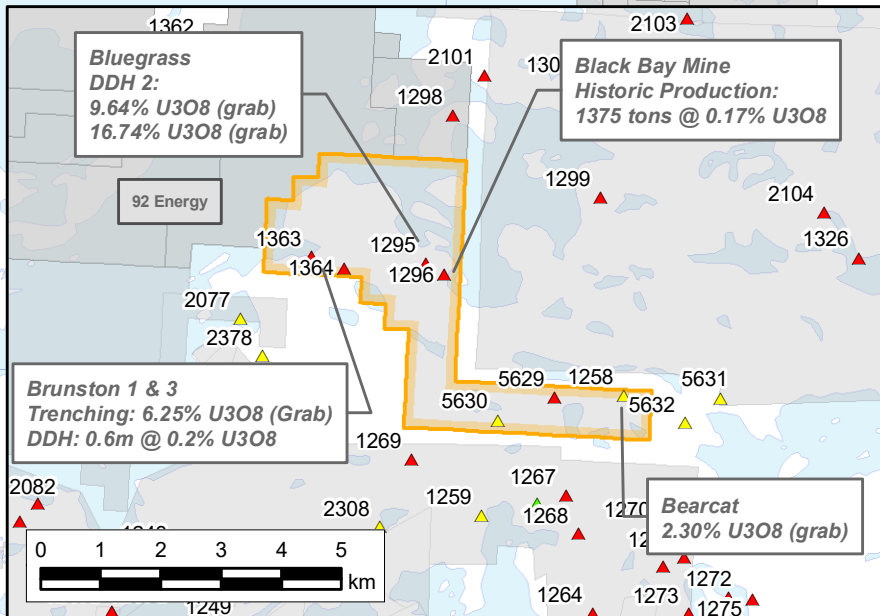 1362
2103
Bluegrass
DDH 2:
9.64% U3O8 (grab)
16.74% U3O8 (grab)
2101
130
Black Bay Mine
Historic Production:
1375 tons @ 0.17% U3O8
1298
92 Energy
1299
2104
1363
1295
1326
1364
1296
2077
2378
Brunston 1 & 3
Trenching: 6.25% U3O8 (Grab)
DDH: 0.6m @ 0.2% U3O8
5629
1258
5631
5630
5632
1269
2082
1267
2308
1259
1268
1270
Bearcat
2.30% U3O8 (grab)
0 1 2 3 4 5
km
1249
1264
1273
1272
1275